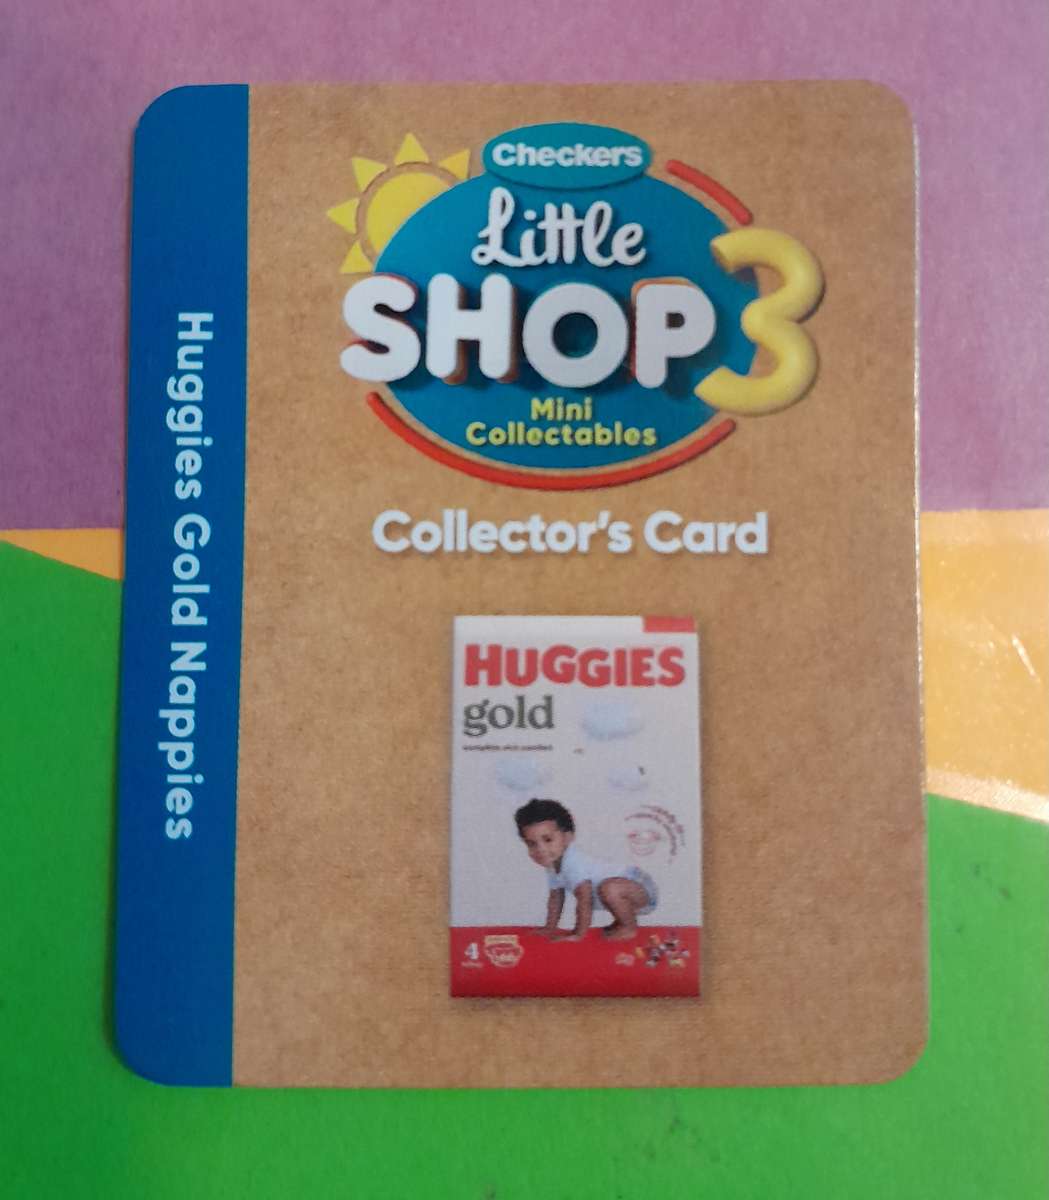 Checkers
Little
SHOP 3
Mini
Collectables
Collector's Card
Huggies Gold Nappies
HUGGIES
gold
4